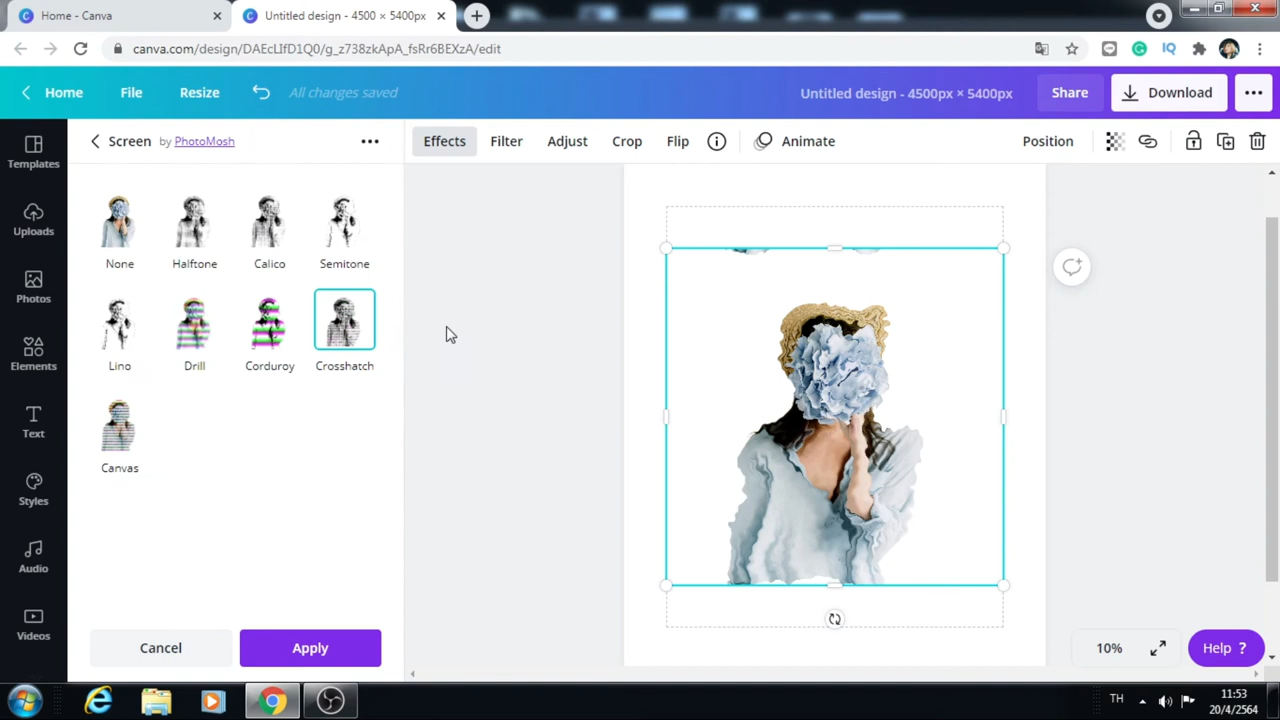 Home - Canva
Untitled design - 4500 × 5400px
canva.com/design/DAEcLIfD1Q0/g_z738zkApA_fsRr6BEXzA/edit
Home
File
Resize
All changes saved
Untitled design - 4500px × 5400px
Share
Download
Templates
Uploads
Photos
Elements
Text
Styles
Audio
Videos
Screen by PhotoMosh
Effects
Filter
Adjust
Crop
Flip
Animate
Position
None
Halftone
Calico
Semitone
Lino
Drill
Corduroy
Crosshatch
Canvas
Cancel
Apply
10%
Help ?
TH
11:53
20/4/2564